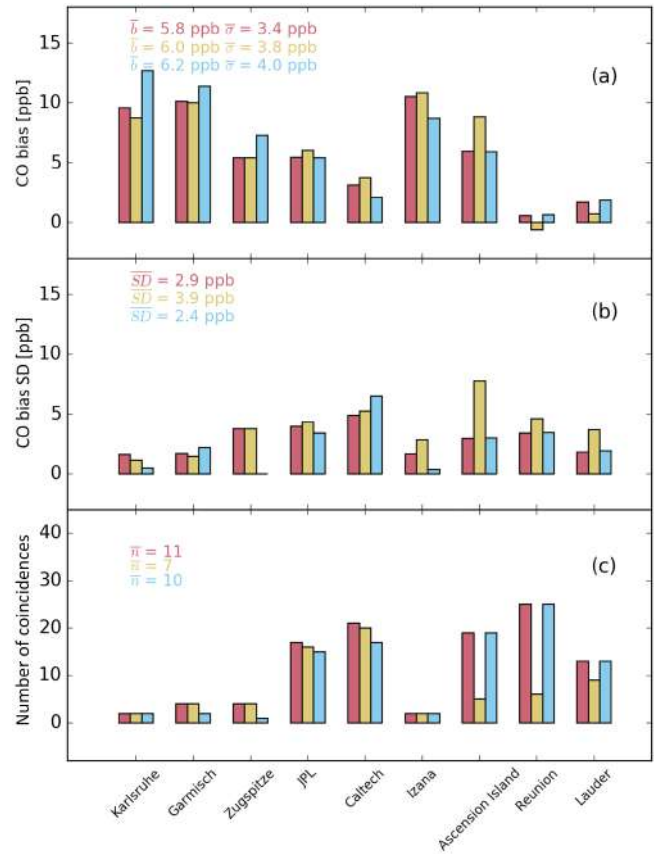 15
10
5
0
CO bias [ppb]
b̅ = 5.8 ppb σ̅ = 3.4 ppb
b̅ = 6.0 ppb σ̅ = 3.8 ppb
b̅ = 6.2 ppb σ̅ = 4.0 ppb
(a)
15
10
5
0
CO bias SD [ppb]
S̅D̅ = 2.9 ppb
S̅D̅ = 3.9 ppb
S̅D̅ = 2.4 ppb
(b)
40
30
20
10
0
Number of coincidences
n̅ = 11
n̅ = 7
n̅ = 10
(c)
Karlsruhe
Garmisch
Zugspitze
JPL
Caltech
Izana
Ascension Island
Reunion
Lauder